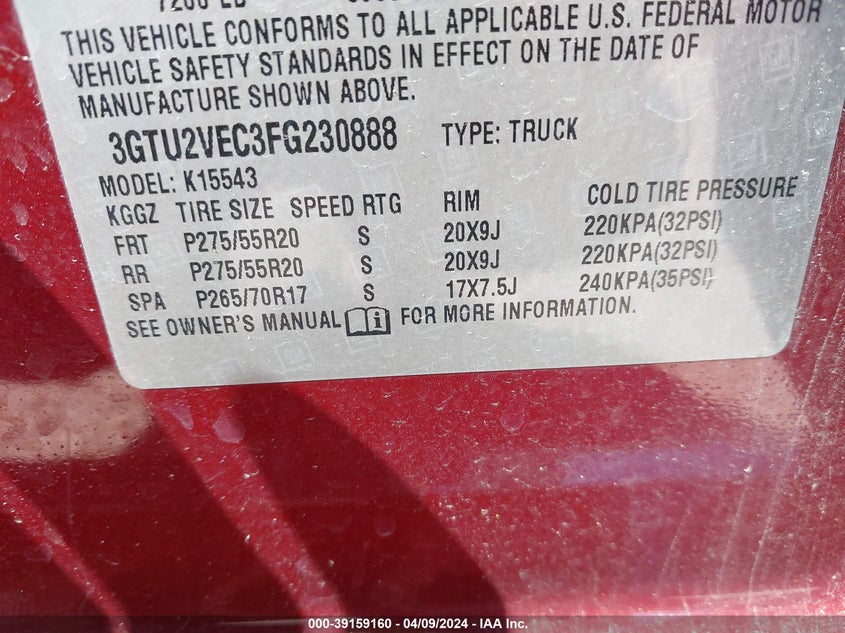 7200 LB
THIS VEHICLE CONFORMS TO ALL APPLICABLE U.S. FEDERAL MOTOR
VEHICLE SAFETY STANDARDS IN EFFECT ON THE DATE OF
MANUFACTURE SHOWN ABOVE.
3GTU2VEC3FG230888 TYPE: TRUCK
MODEL: K15543
KGGZ TIRE SIZE SPEED RTG RIM COLD TIRE PRESSURE
FRT P275/55R20 S 20X9J 220KPA(32PSI)
RR P275/55R20 S 20X9J 220KPA(32PSI)
SPA P265/70R17 S 17X7.5J 240KPA(35PSI)
SEE OWNER'S MANUAL FOR MORE INFORMATION.
000-39159160 / 04/09/2024 - © IAA, Inc.